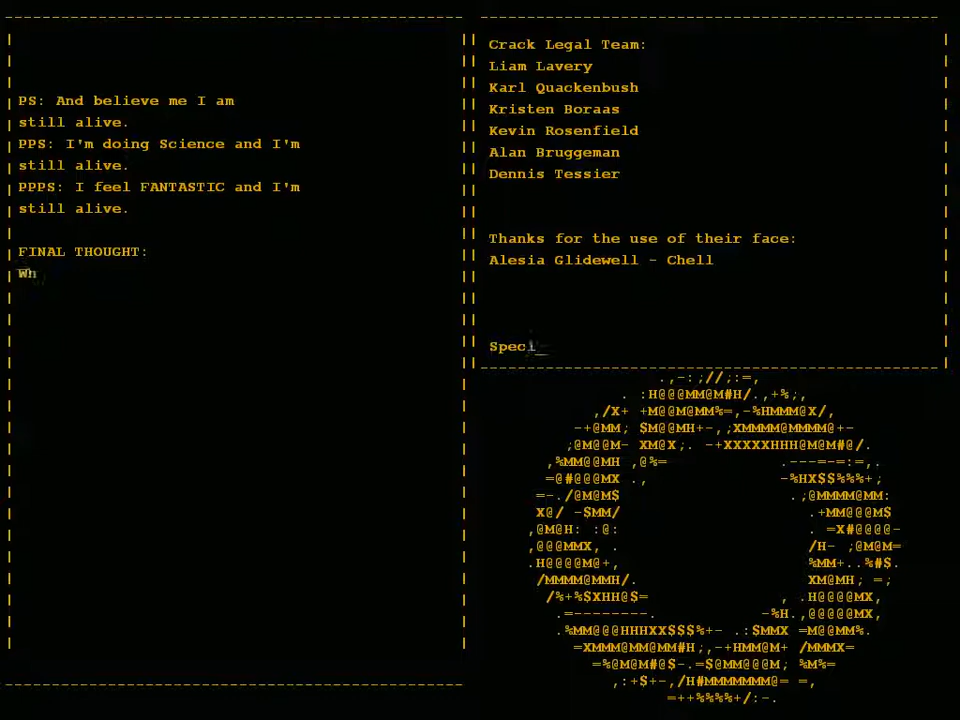 PS: And believe me I am
still alive.
PPS: I'm doing Science and I'm
still alive.
PPPS: I feel FANTASTIC and I'm
still alive.
FINAL THOUGHT:
Wh
Crack Legal Team:
Liam Lavery
Karl Quackenbush
Kristen Boraas
Kevin Rosenfield
Alan Bruggeman
Dennis Tessier
Thanks for the use of their face:
Alesia Glidewell - Chell
Speci_